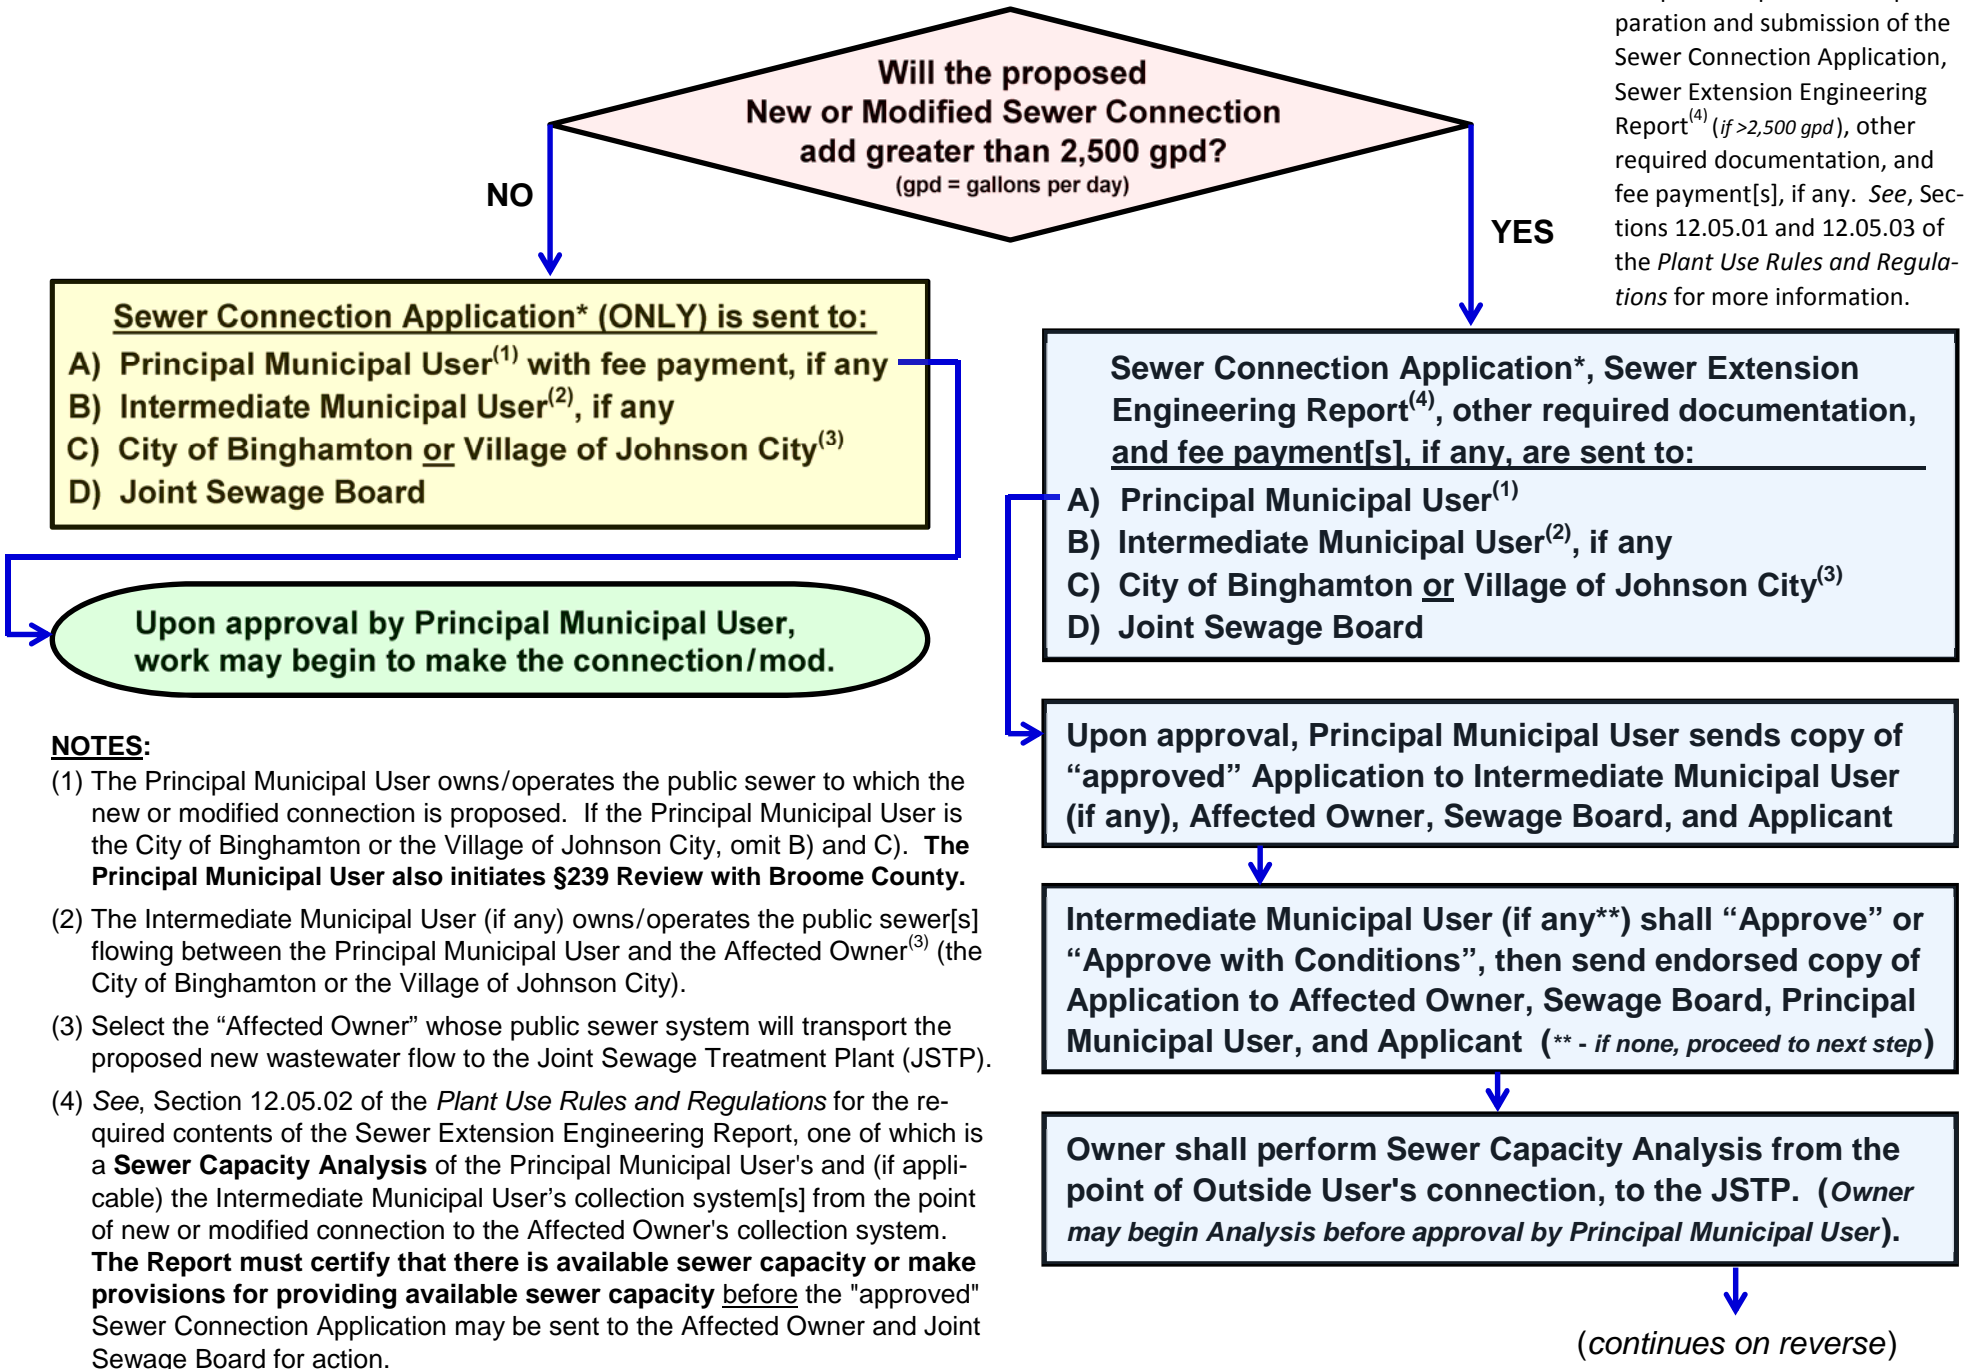 paration and submission of the
Sewer Connection Application,
Sewer Extension Engineering
Report(4) (if >2,500 gpd), other
required documentation, and
fee payment[s], if any. See, Sec-
tions 12.05.01 and 12.05.03 of
the Plant Use Rules and Regula-
tions for more information.
Will the proposed
New or Modified Sewer Connection
add greater than 2,500 gpd?
(gpd = gallons per day)
NO
YES
Sewer Connection Application* (ONLY) is sent to:
A) Principal Municipal User(1) with fee payment, if any
B) Intermediate Municipal User(2), if any
C) City of Binghamton or Village of Johnson City(3)
D) Joint Sewage Board
Upon approval by Principal Municipal User,
work may begin to make the connection/mod.
NOTES:
(1) The Principal Municipal User owns/operates the public sewer to which the
new or modified connection is proposed. If the Principal Municipal User is
the City of Binghamton or the Village of Johnson City, omit B) and C). The
Principal Municipal User also initiates §239 Review with Broome County.
(2) The Intermediate Municipal User (if any) owns/operates the public sewer[s]
flowing between the Principal Municipal User and the Affected Owner(3) (the
City of Binghamton or the Village of Johnson City).
(3) Select the “Affected Owner” whose public sewer system will transport the
proposed new wastewater flow to the Joint Sewage Treatment Plant (JSTP).
(4) See, Section 12.05.02 of the Plant Use Rules and Regulations for the re-
quired contents of the Sewer Extension Engineering Report, one of which is
a Sewer Capacity Analysis of the Principal Municipal User's and (if appli-
cable) the Intermediate Municipal User’s collection system[s] from the point
of new or modified connection to the Affected Owner's collection system.
The Report must certify that there is available sewer capacity or make
provisions for providing available sewer capacity before the "approved"
Sewer Connection Application may be sent to the Affected Owner and Joint
Sewage Board for action.
Sewer Connection Application*, Sewer Extension
Engineering Report(4), other required documentation,
and fee payment[s], if any, are sent to:
A) Principal Municipal User(1)
B) Intermediate Municipal User(2), if any
C) City of Binghamton or Village of Johnson City(3)
D) Joint Sewage Board
Upon approval, Principal Municipal User sends copy of
“approved” Application to Intermediate Municipal User
(if any), Affected Owner, Sewage Board, and Applicant
Intermediate Municipal User (if any**) shall “Approve” or
“Approve with Conditions”, then send endorsed copy of
Application to Affected Owner, Sewage Board, Principal
Municipal User, and Applicant (** - if none, proceed to next step)
Owner shall perform Sewer Capacity Analysis from the
point of Outside User's connection, to the JSTP. (Owner
may begin Analysis before approval by Principal Municipal User).
(continues on reverse)